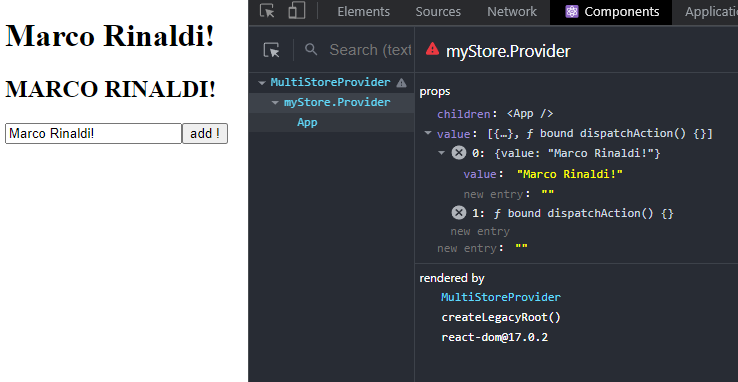 Marco Rinaldi!
MARCO RINALDI!
Marco Rinaldi! add !
Elements Sources Network Components Applicati
Search (text
MultiStoreProvider
myStore.Provider
App
myStore.Provider
props
children: <App />
value: [{…}, ƒ bound dispatchAction() {}]
0: {value: "Marco Rinaldi!"}
value: "Marco Rinaldi!"
new entry: ""
1: ƒ bound dispatchAction() {}
new entry
new entry: ""
rendered by
MultiStoreProvider
createLegacyRoot()
react-dom@17.0.2